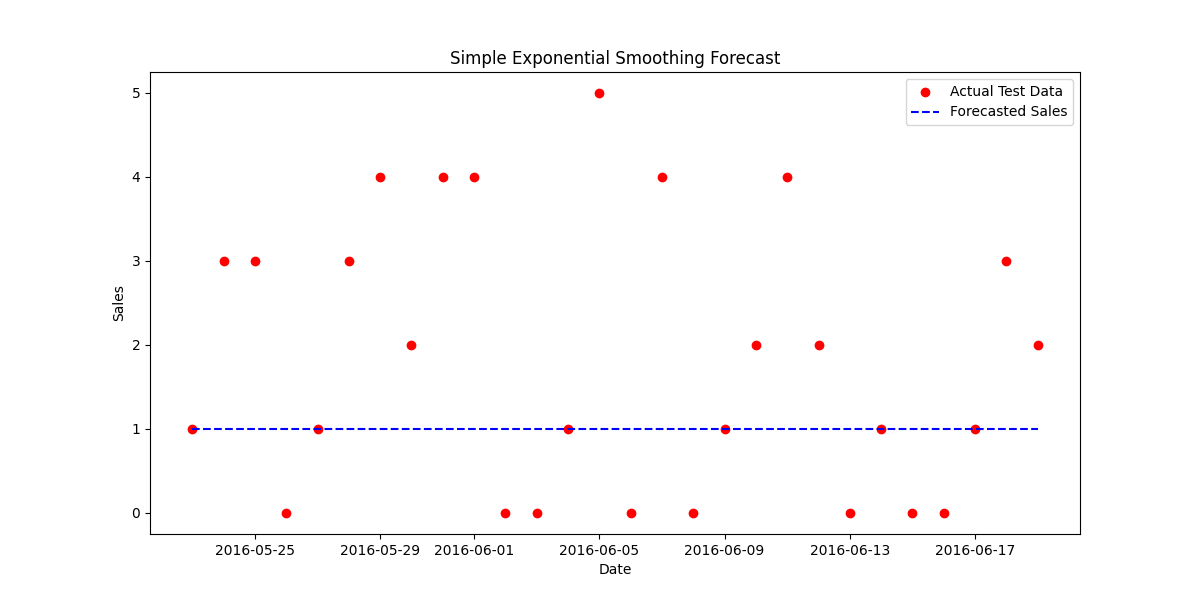 Simple Exponential Smoothing Forecast
Actual Test Data
Forecasted Sales
5
4
3
2
1
0
Sales
2016-05-25 2016-05-29 2016-06-01 2016-06-05 2016-06-09 2016-06-13 2016-06-17
Date